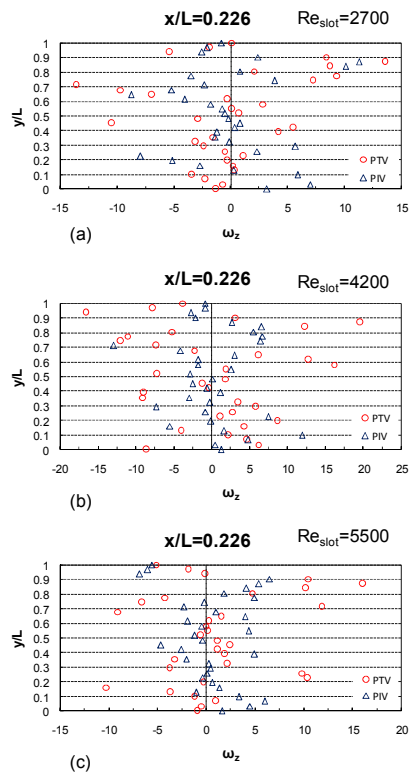 x/L=0.226 Re_slot=2700
1
0.9
0.8
0.7
0.6
0.5
0.4
0.3
0.2
0.1
0
y/L
PTV
PIV
-15 -10 -5 0 5 10 15
(a) ω_z
x/L=0.226 Re_slot=4200
1
0.9
0.8
0.7
0.6
0.5
0.4
0.3
0.2
0.1
0
y/L
PTV
PIV
-20 -15 -10 -5 0 5 10 15 20 25
(b) ω_z
x/L=0.226 Re_slot=5500
1
0.9
0.8
0.7
0.6
0.5
0.4
0.3
0.2
0.1
0
y/L
PTV
PIV
-15 -10 -5 0 5 10 15 20
(c) ω_z